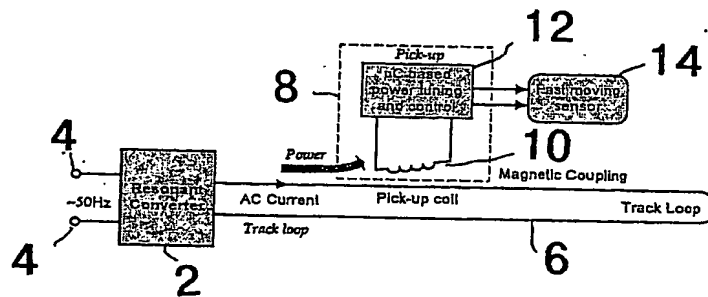 Pick-up
12
14
8
µC-based
power tuning
and control
Fast moving
sensor
4
Power
10
Magnetic Coupling
~50Hz
Resonant
Converter
AC Current
Pick-up coil
Track Loop
Track loop
4
2
6